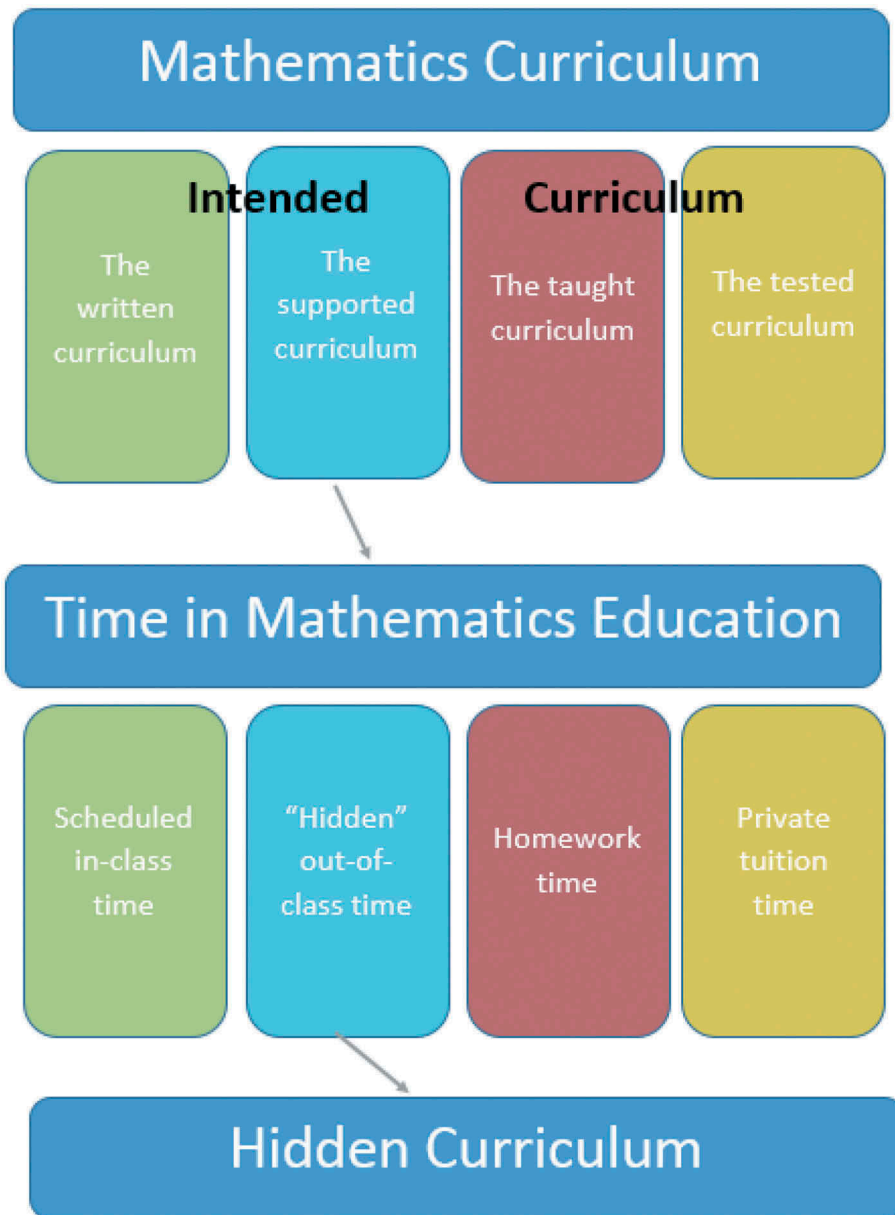 Mathematics Curriculum
Intended Curriculum
The
written
curriculum
The
supported
curriculum
The taught
curriculum
The tested
curriculum
Time in Mathematics Education
Scheduled
in-class
time
“Hidden”
out-of-
class time
Homework
time
Private
tuition
time
Hidden Curriculum